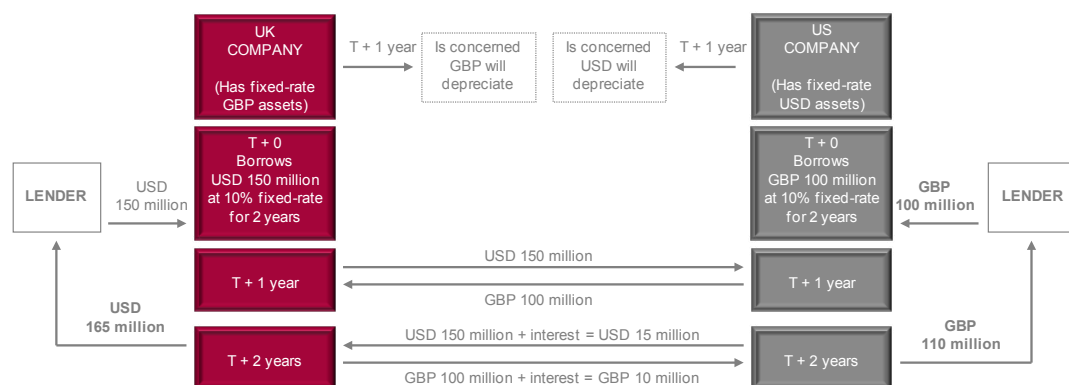 UK
COMPANY
(Has fixed-rate
GBP assets)
T + 1 year
Is concerned
GBP will
depreciate
Is concerned
USD will
depreciate
T + 1 year
US
COMPANY
(Has fixed-rate
USD assets)
LENDER
USD
150 million
T + 0
Borrows
USD 150 million
at 10% fixed-rate
for 2 years
T + 0
Borrows
GBP 100 million
at 10% fixed-rate
for 2 years
GBP
100 million
LENDER
T + 1 year
USD 150 million
GBP 100 million
T + 1 year
USD
165 million
T + 2 years
USD 150 million + interest = USD 15 million
GBP 100 million + interest = GBP 10 million
T + 2 years
GBP
110 million